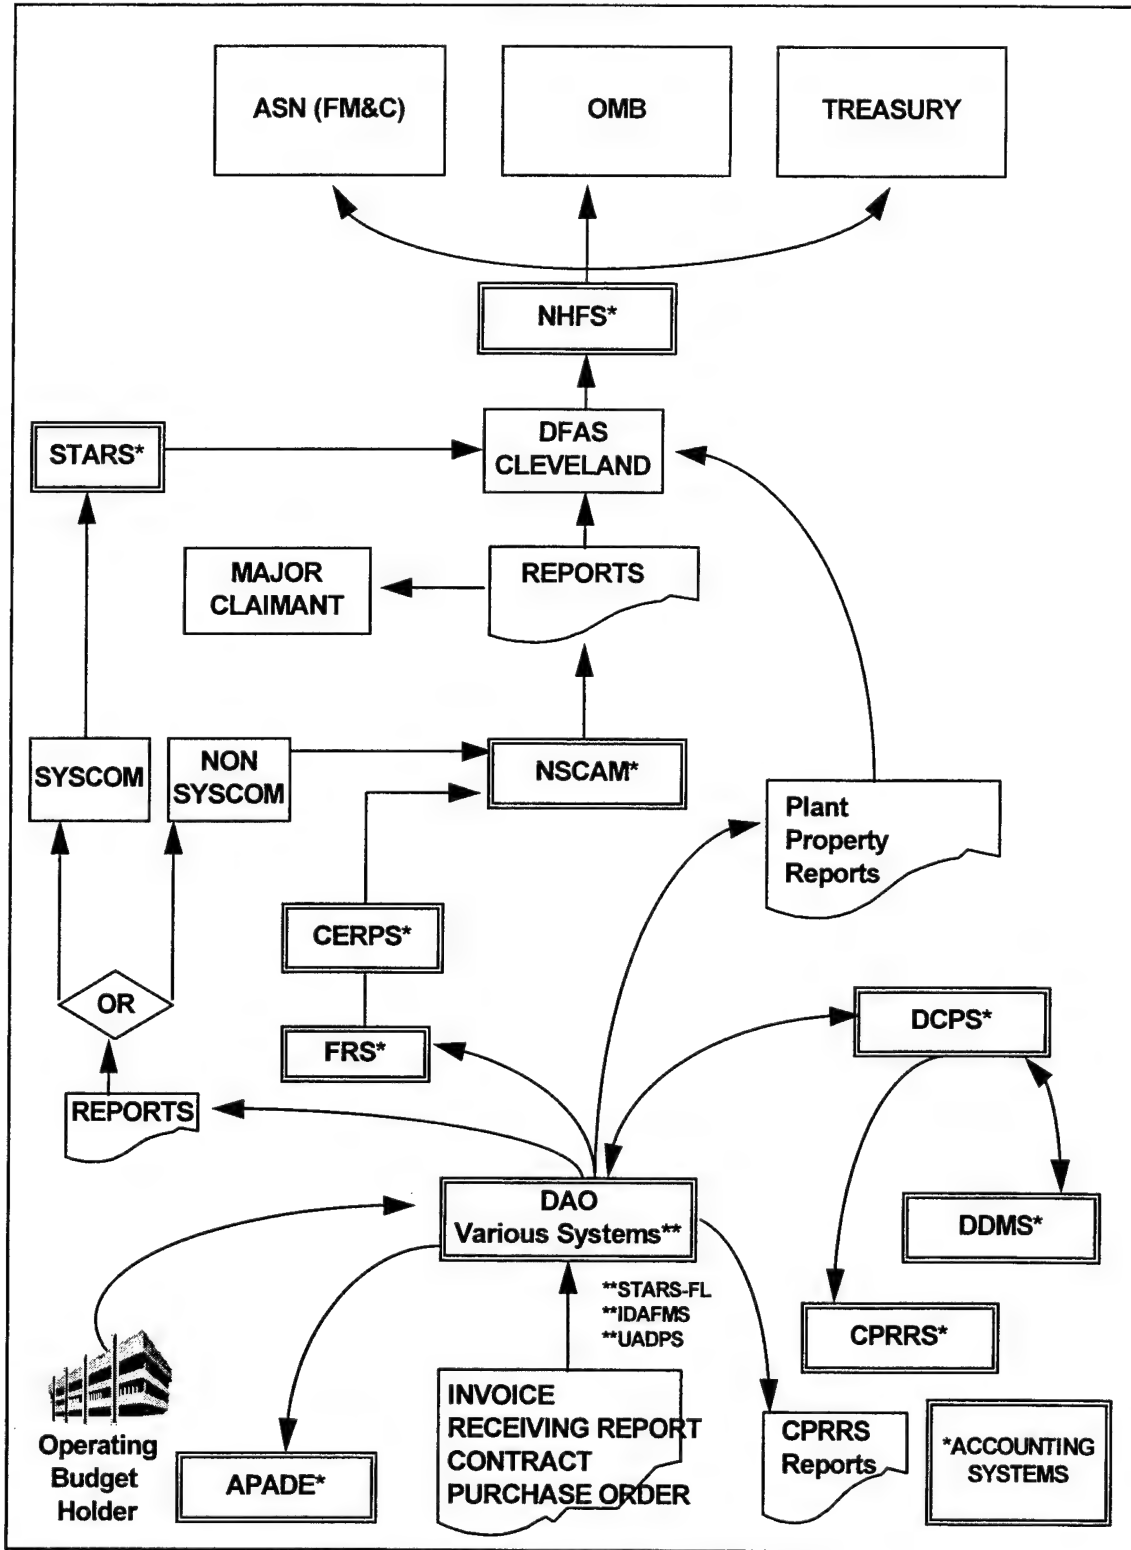 ASN (FM&C)
OMB
TREASURY
NHFS*
STARS*
DFAS
CLEVELAND
MAJOR
CLAIMANT
REPORTS
SYSCOM
NON
SYSCOM
NSCAM*
Plant
Property
Reports
CERPS*
OR
FRS*
DCPS*
REPORTS
DAO
Various Systems**
DDMS*
**STARS-FL
**IDAFMS
**UADPS
CPRRS*
Operating
Budget
Holder
APADE*
INVOICE
RECEIVING REPORT
CONTRACT
PURCHASE ORDER
CPRRS
Reports
*ACCOUNTING
SYSTEMS